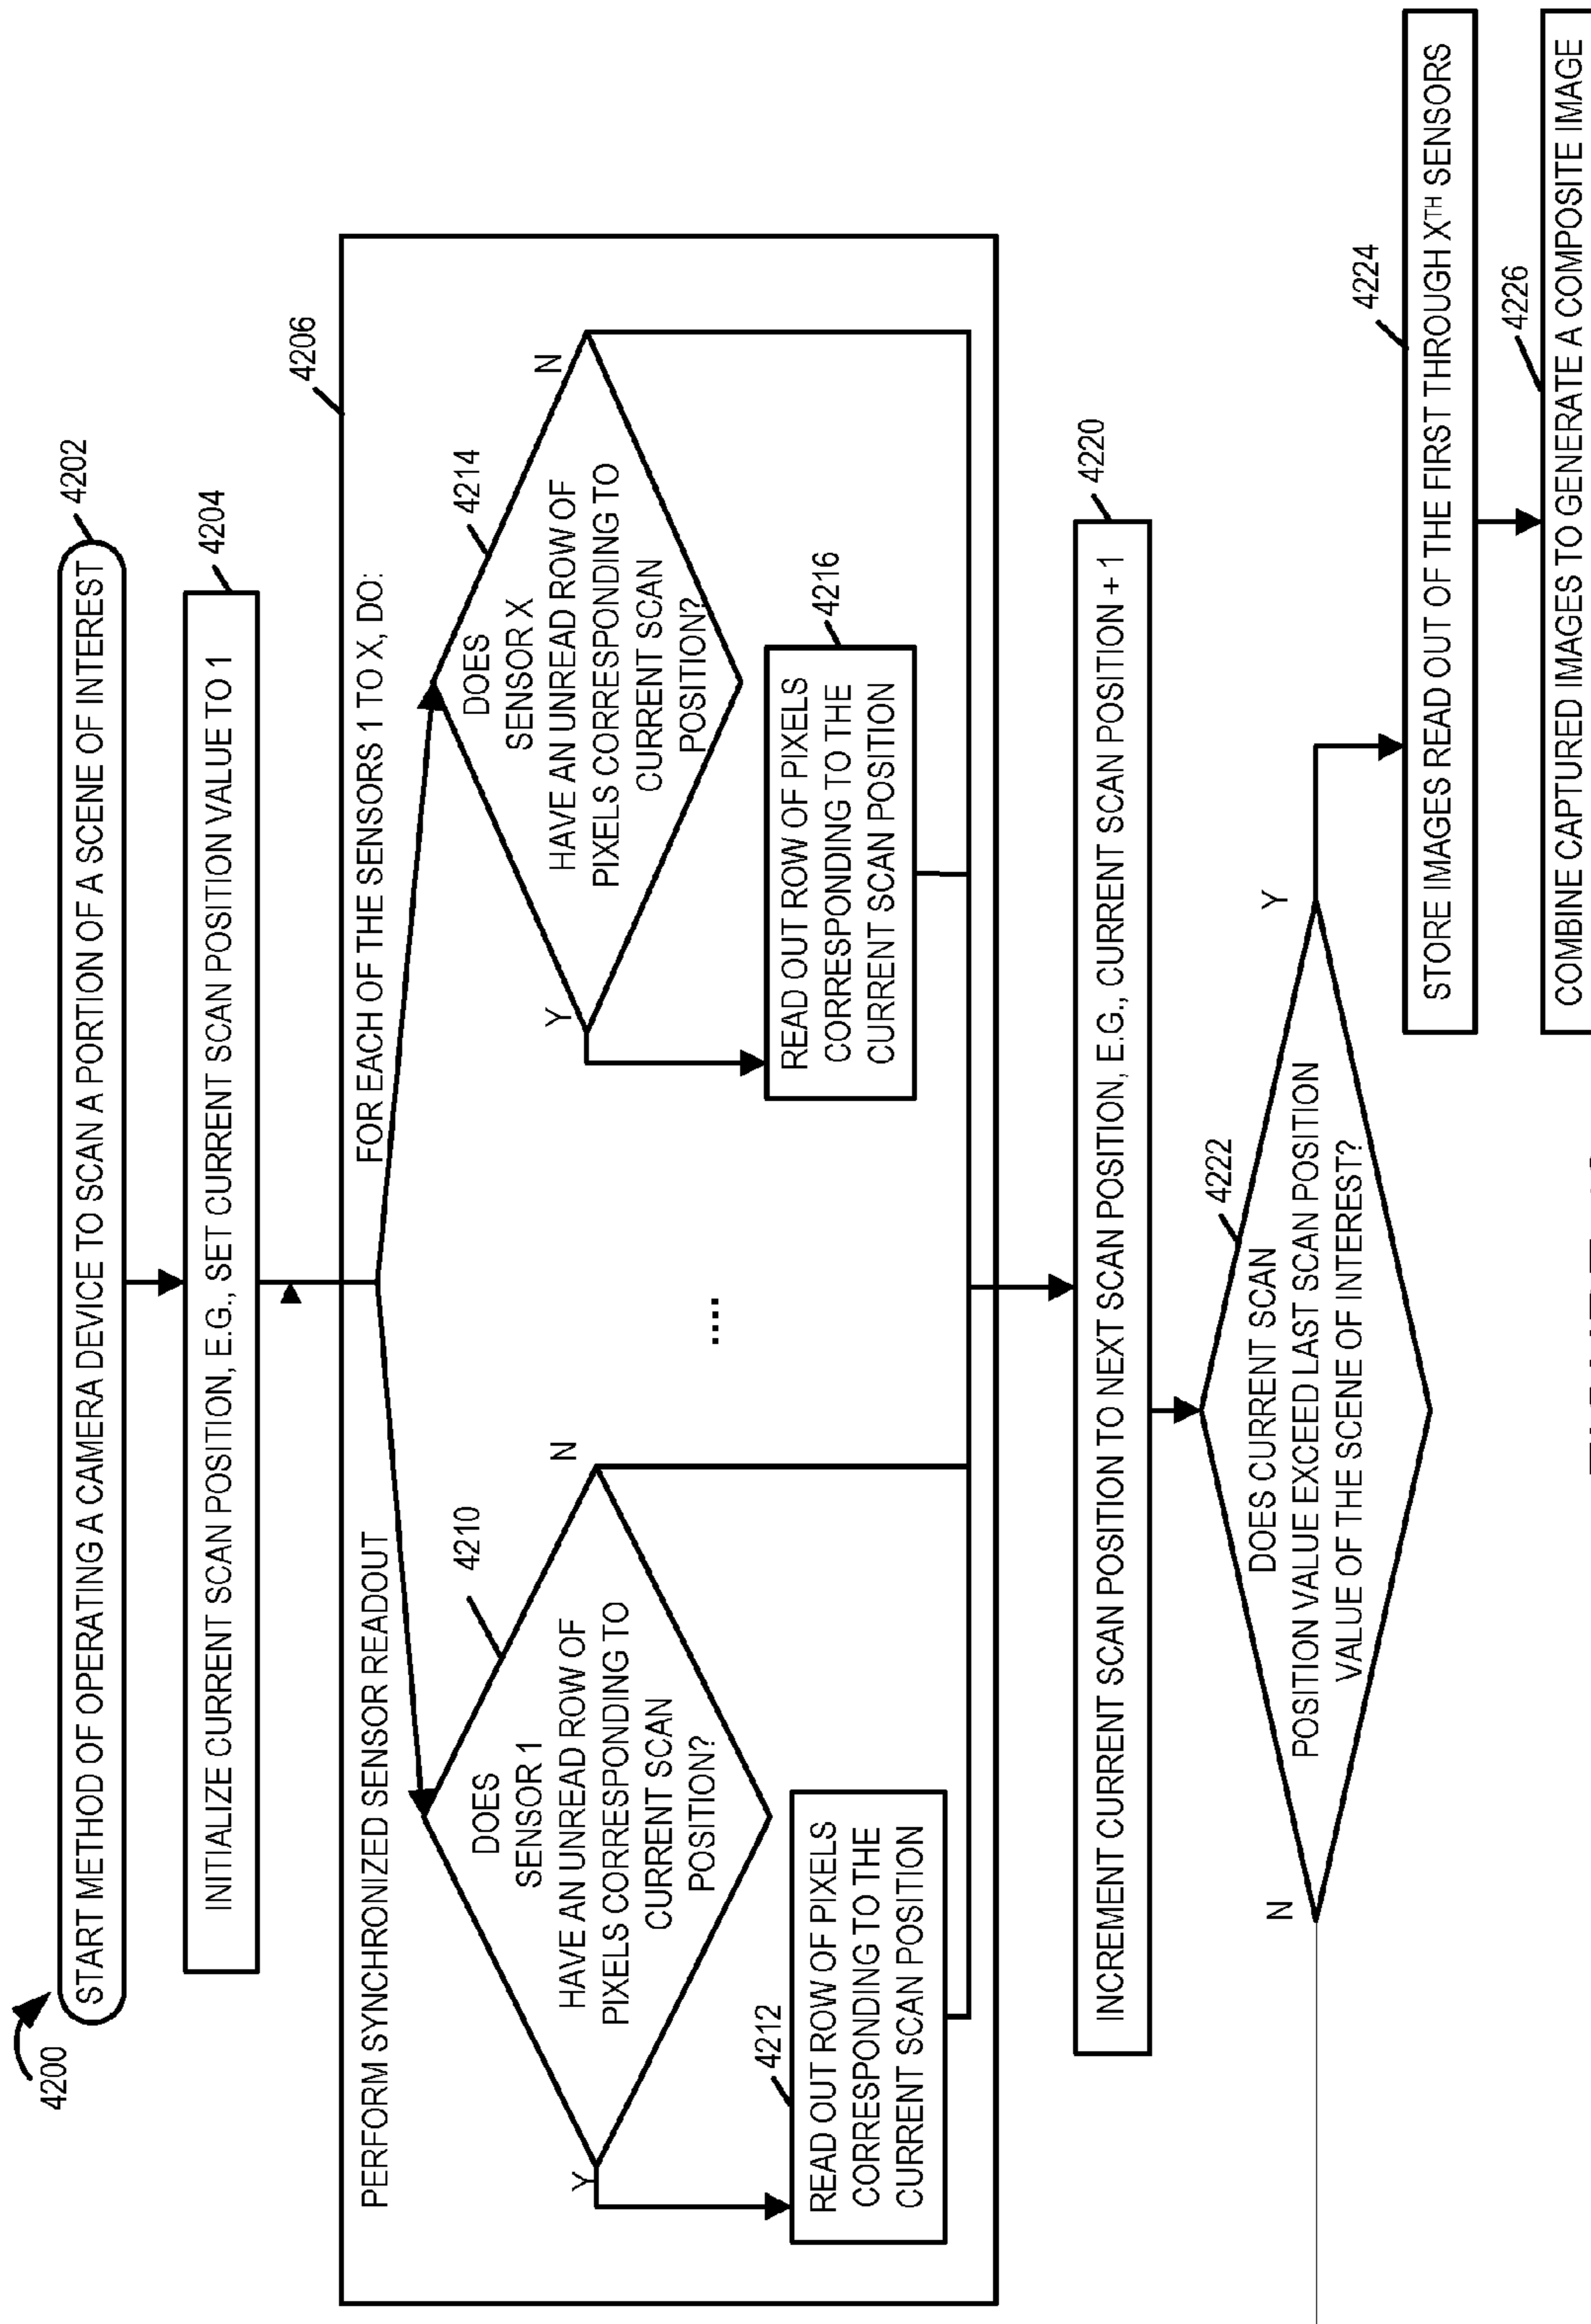 4200
START METHOD OF OPERATING A CAMERA DEVICE TO SCAN A PORTION OF A SCENE OF INTEREST
4202
INITIALIZE CURRENT SCAN POSITION, E.G., SET CURRENT SCAN POSITION VALUE TO 1
4204
4206
PERFORM SYNCHRONIZED SENSOR READOUT
FOR EACH OF THE SENSORS 1 TO X, DO:
4210
DOES
SENSOR 1
HAVE AN UNREAD ROW OF
PIXELS CORRESPONDING TO
CURRENT SCAN
POSITION?
Y
N
4212
READ OUT ROW OF PIXELS
CORRESPONDING TO THE
CURRENT SCAN POSITION
....
4214
DOES
SENSOR X
HAVE AN UNREAD ROW OF
PIXELS CORRESPONDING TO
CURRENT SCAN
POSITION?
Y
N
4216
READ OUT ROW OF PIXELS
CORRESPONDING TO THE
CURRENT SCAN POSITION
INCREMENT CURRENT SCAN POSITION TO NEXT SCAN POSITION, E.G., CURRENT SCAN POSITION + 1
4220
4222
DOES CURRENT SCAN
POSITION VALUE EXCEED LAST SCAN POSITION
VALUE OF THE SCENE OF INTEREST?
N
Y
4224
STORE IMAGES READ OUT OF THE FIRST THROUGH XTH SENSORS
4226
COMBINE CAPTURED IMAGES TO GENERATE A COMPOSITE IMAGE